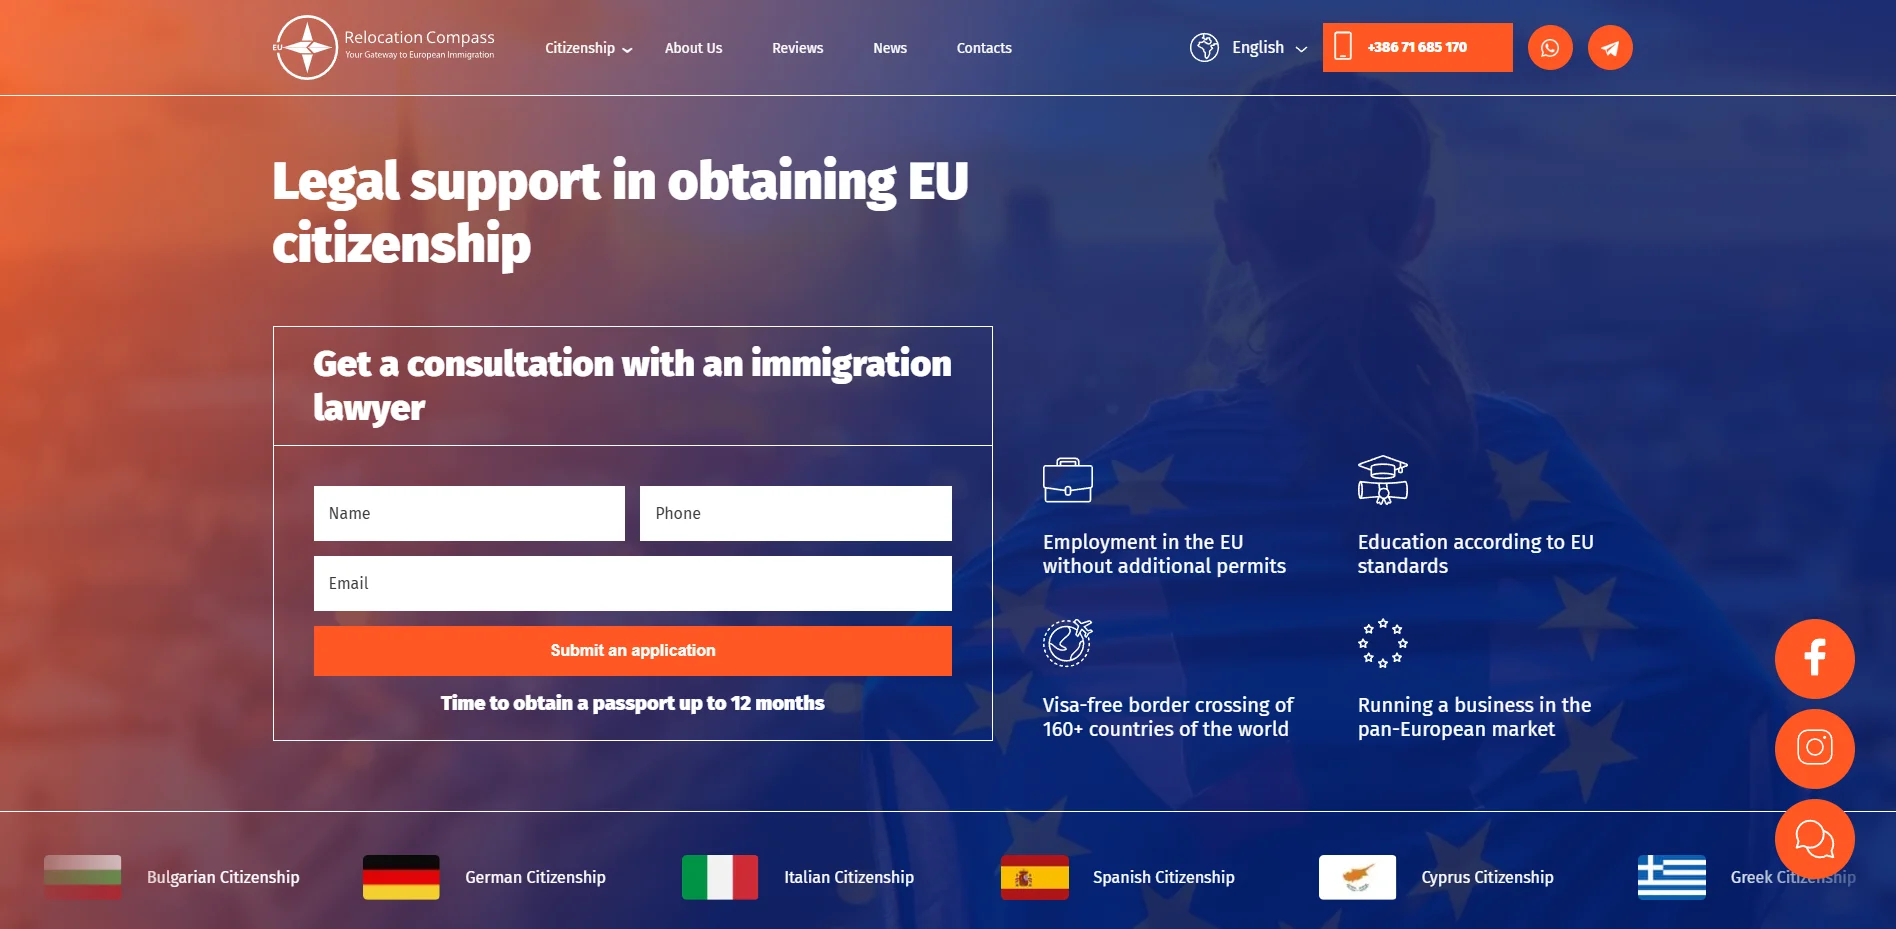 EU
Relocation Compass
Your Gateway to European Immigration
Citizenship
About Us
Reviews
News
Contacts
English
+386 71 685 170
Legal support in obtaining EU
citizenship
Get a consultation with an immigration
lawyer
Name
Phone
Email
Submit an application
Time to obtain a passport up to 12 months
Employment in the EU
without additional permits
Education according to EU
standards
Visa-free border crossing of
160+ countries of the world
Running a business in the
pan-European market
Bulgarian Citizenship
German Citizenship
Italian Citizenship
Spanish Citizenship
Cyprus Citizenship
Greek Citizenship